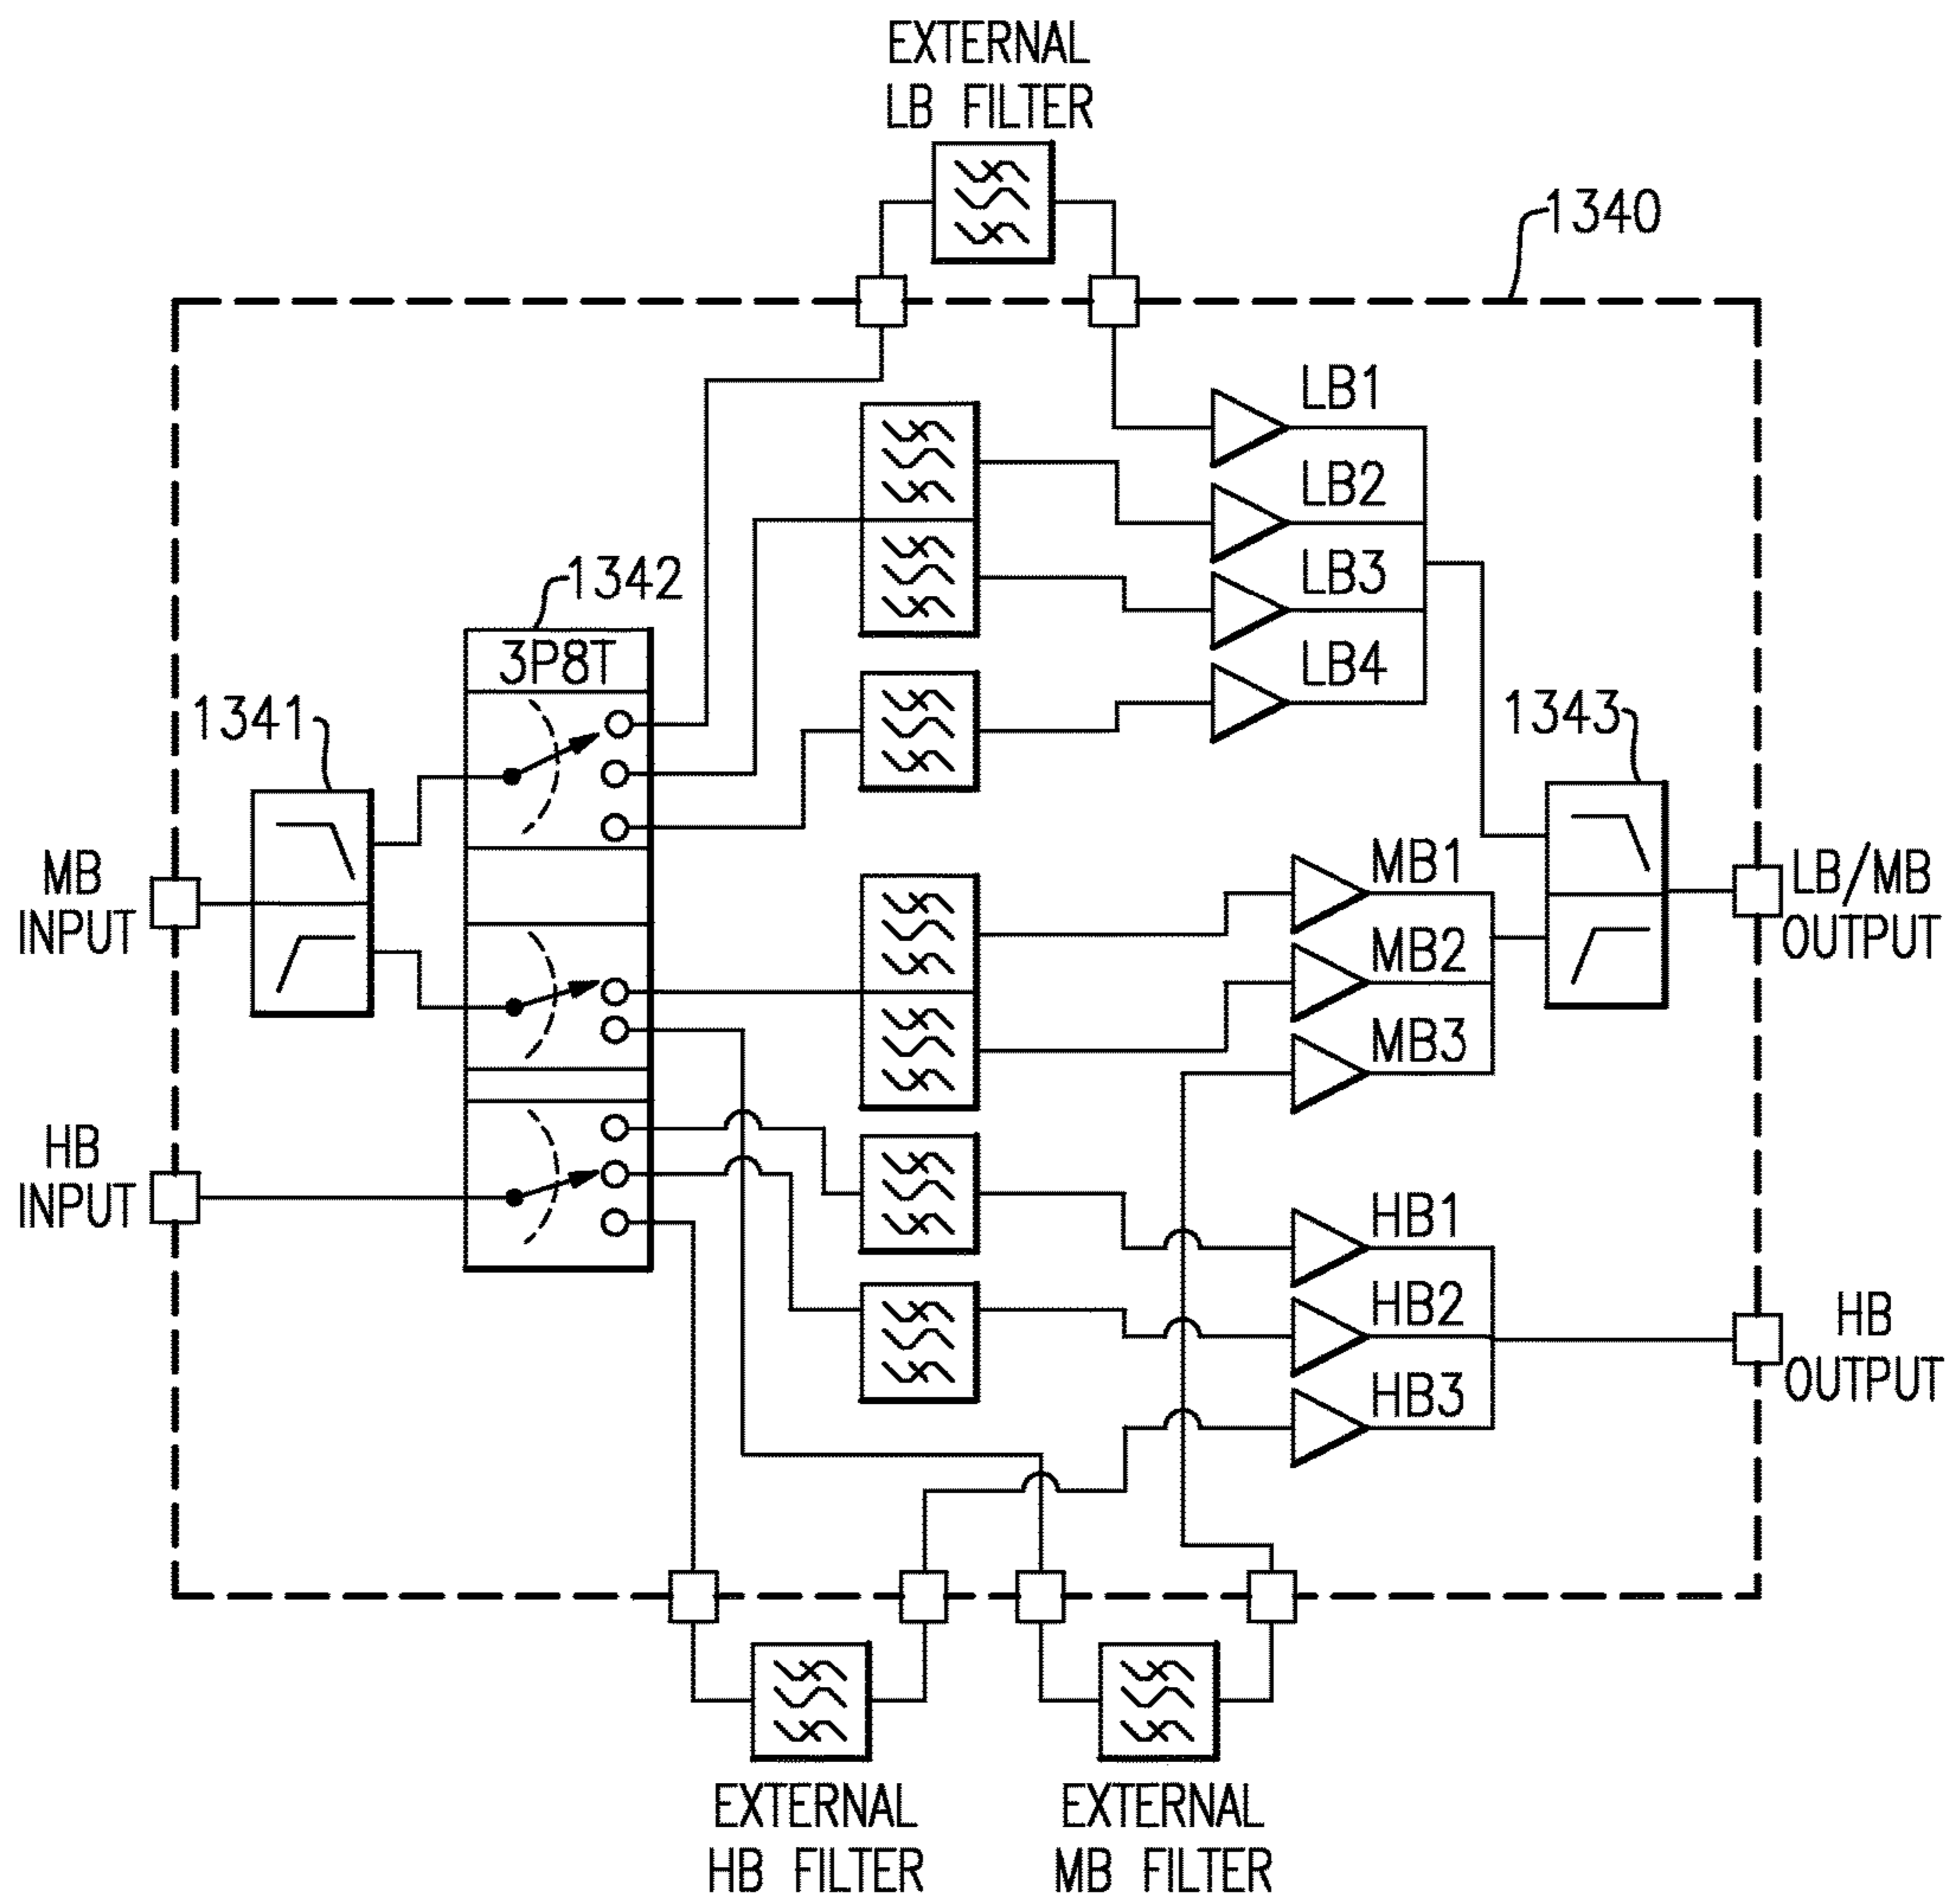 EXTERNAL
LB FILTER
1340
LB1
LB2
1342
LB3
3P8T
LB4
1341
1343
MB
INPUT
MB1
LB/MB
OUTPUT
MB2
MB3
HB
INPUT
HB1
HB2
HB
OUTPUT
HB3
EXTERNAL
HB FILTER
EXTERNAL
MB FILTER